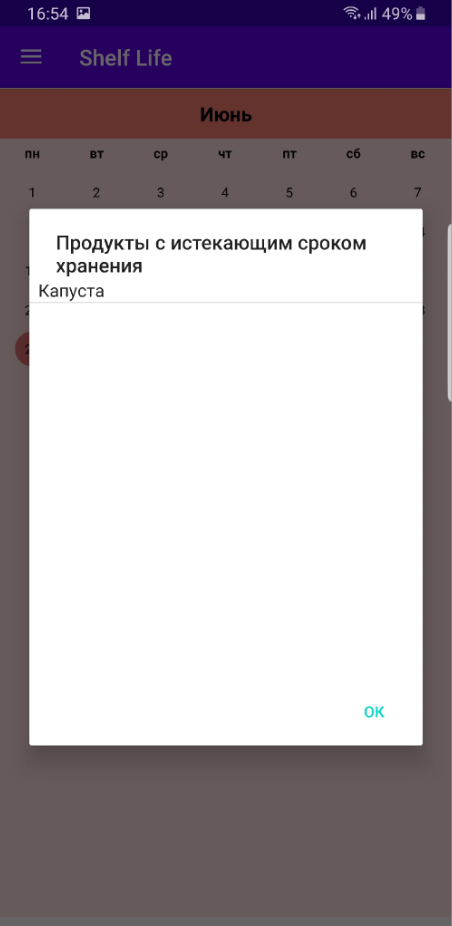 16:54 49%
Shelf Life
Июнь
пн вт ср чт пт сб вс
1 2 3 4 5 6 7
Продукты с истекающим сроком
хранения
Капуста
ОК